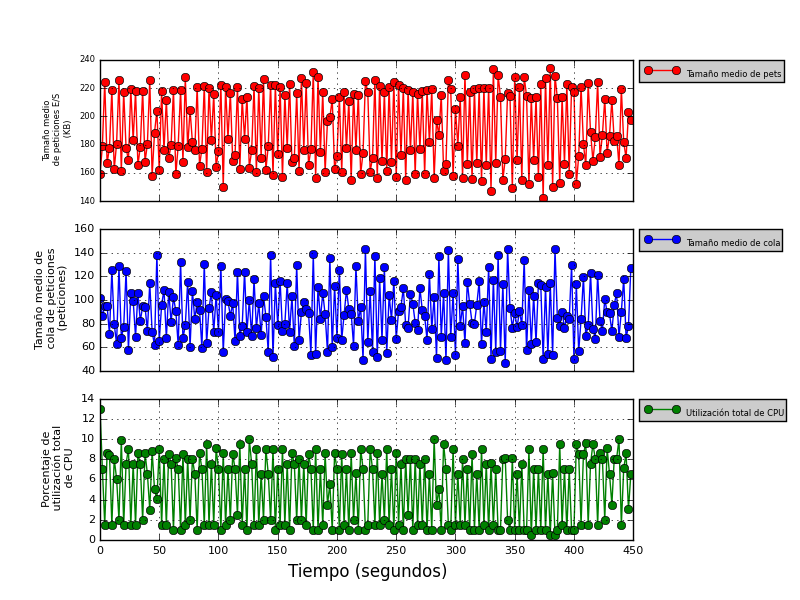 240
220
200
180
160
140
Tamaño medio
de peticiones E/S
(KB)
Tamaño medio de pets
160
140
120
100
80
60
40
Tamaño medio de
cola de peticiones
(peticiones)
Tamaño medio de cola
14
12
10
8
6
4
2
0
Porcentaje de
utilización total
de CPU
Utilización total de CPU
0 50 100 150 200 250 300 350 400 450
Tiempo (segundos)